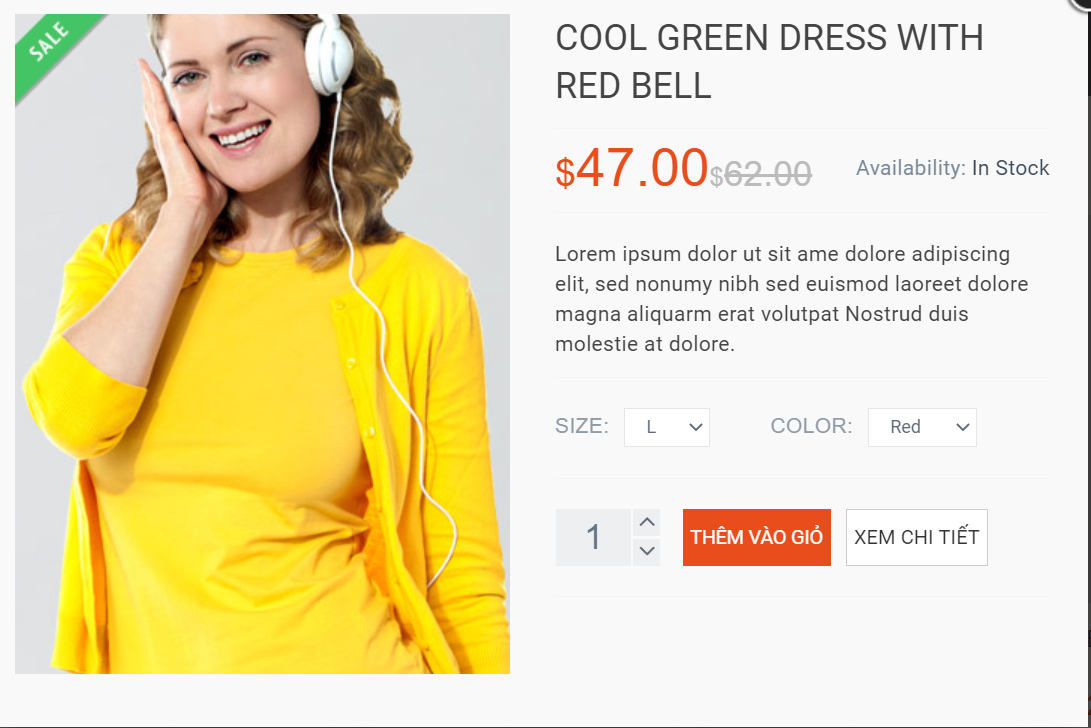 SALE
COOL GREEN DRESS WITH
RED BELL
$47.00 $62.00 Availability: In Stock
Lorem ipsum dolor ut sit ame dolore adipiscing
elit, sed nonumy nibh sed euismod laoreet dolore
magna aliquarm erat volutpat Nostrud duis
molestie at dolore.
SIZE: L COLOR: Red
1 THÊM VÀO GIỎ XEM CHI TIẾT